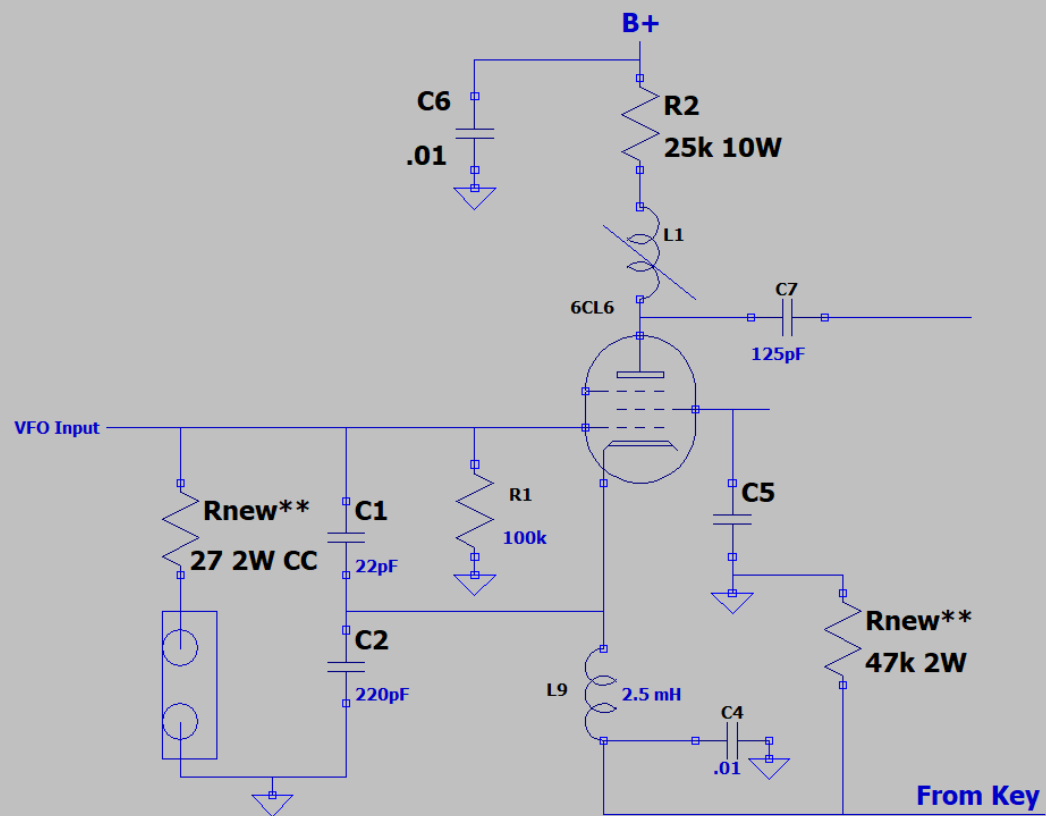 B+
C6
.01
R2
25k 10W
L1
6CL6
C7
125pF
VFO Input
Rnew**
27 2W CC
C1
22pF
R1
100k
C5
C2
220pF
L9
2.5 mH
C4
.01
Rnew**
47k 2W
From Key